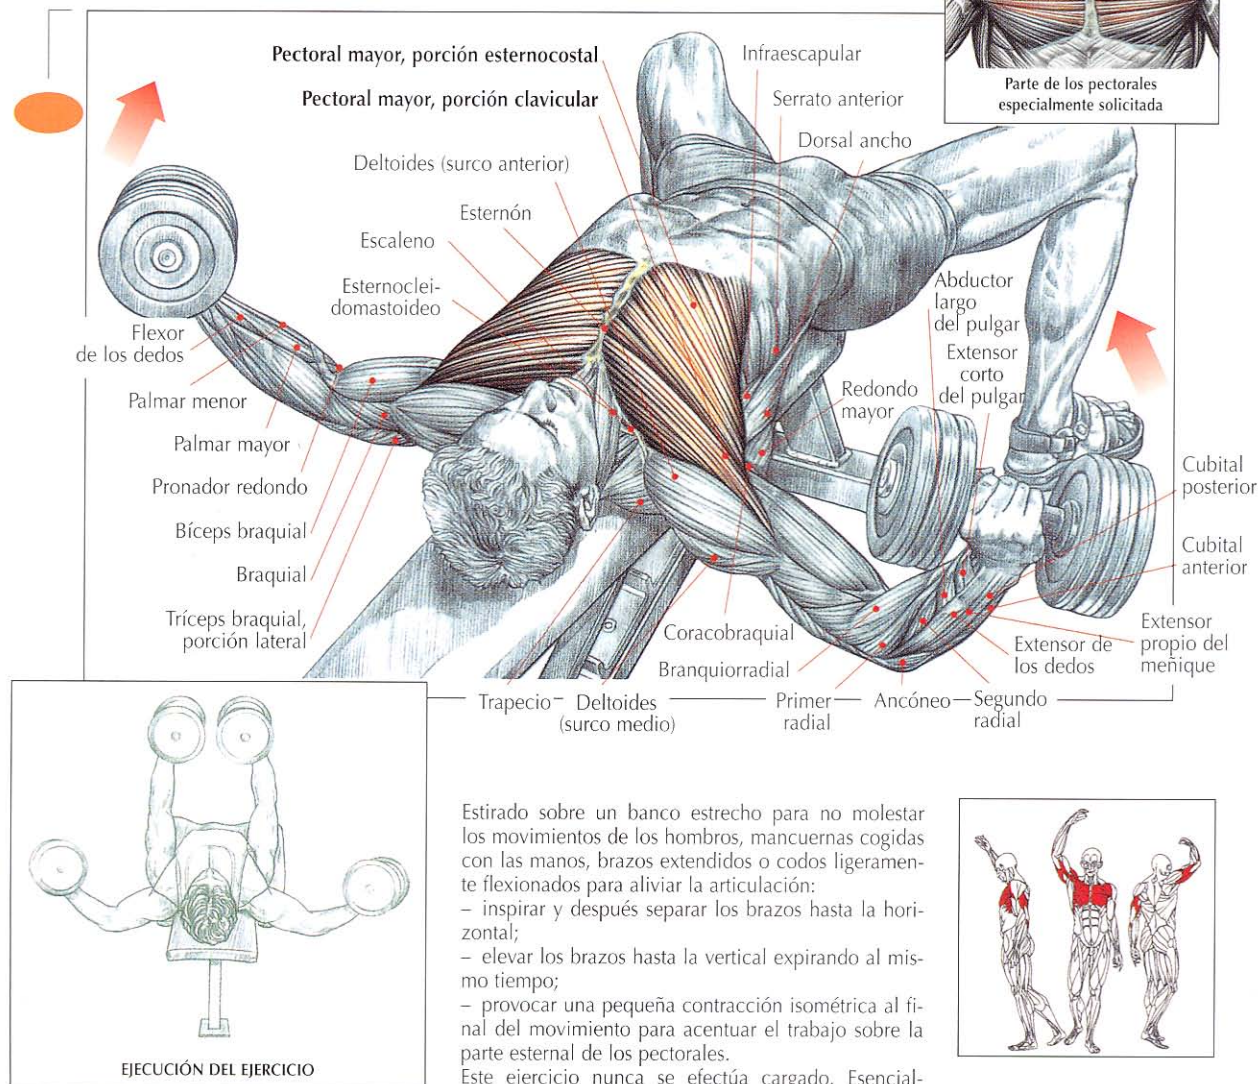 Parte de los pectorales
especialmente solicitada
Pectoral mayor, porción esternocostal
Pectoral mayor, porción clavicular
Deltoides (surco anterior)
Esternón
Escaleno
Esternoclei-
domastoideo
Infraescapular
Serrato anterior
Dorsal ancho
Flexor
de los dedos
Palmar menor
Palmar mayor
Pronador redondo
Bíceps braquial
Braquial
Tríceps braquial,
porción lateral
Abductor
largo
del pulgar
Extensor
corto
del pulgar
Redondo
mayor
Cubital
posterior
Cubital
anterior
Extensor
propio del
meñique
Extensor de
los dedos
Coracobraquial
Branquiorradial
Trapecio
Deltoides
(surco medio)
Primer
radial
Ancóneo
Segundo
radial
EJECUCIÓN DEL EJERCICIO
Estirado sobre un banco estrecho para no molestar
los movimientos de los hombros, mancuernas cogidas
con las manos, brazos extendidos o codos ligeramen-
te flexionados para aliviar la articulación:
– inspirar y después separar los brazos hasta la hori-
zontal;
– elevar los brazos hasta la vertical expirando al mis-
mo tiempo;
– provocar una pequeña contracción isométrica al fi-
nal del movimiento para acentuar el trabajo sobre la
parte esternal de los pectorales.
Este ejercicio nunca se efectúa cargado. Esencial-